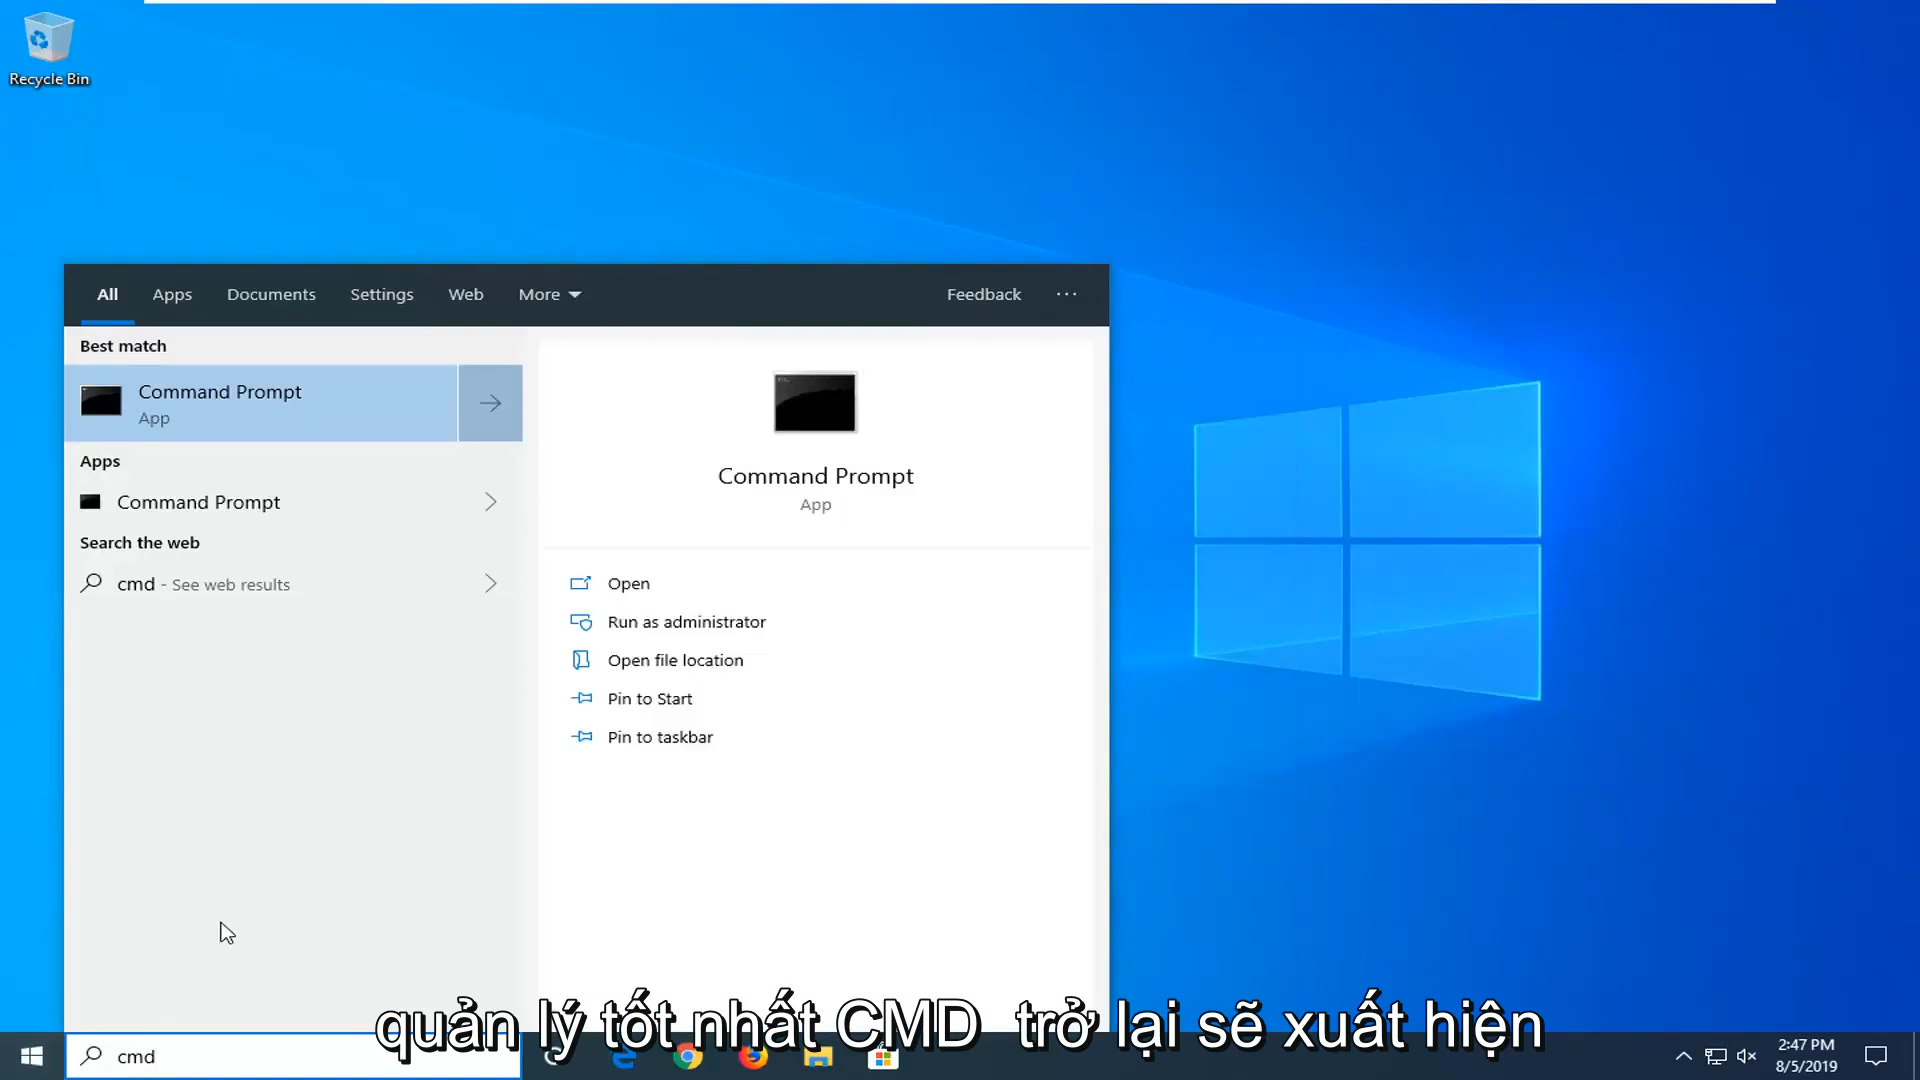 Recycle Bin
All Apps Documents Settings Web More Feedback ...
Best match
Command Prompt
App
Apps
Command Prompt
Search the web
cmd - See web results
Command Prompt
App
Open
Run as administrator
Open file location
Pin to Start
Pin to taskbar
quản lý tốt nhất CMD trở lại sẽ xuất hiện
cmd
2:47 PM
8/5/2019